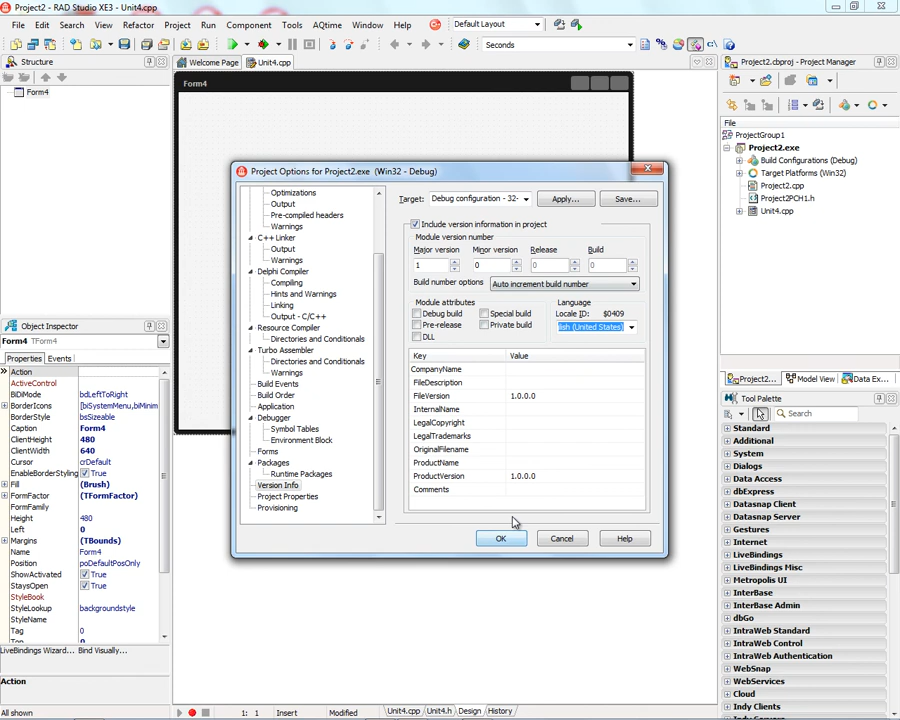 Project2 - RAD Studio XE3 - Unit4.cpp
File Edit Search View Refactor Project Run Component Tools AQtime Window Help Default Layout
Seconds
Structure
Welcome Page Unit4.cpp
Project2.cbproj - Project Manager
Form4
Form4
File
ProjectGroup1
Project2.exe
Build Configurations (Debug)
Target Platforms (Win32)
Project2.cpp
Project2PCH1.h
Unit4.cpp
Project Options for Project2.exe (Win32 - Debug)
Optimizations
Output
Pre-compiled headers
Warnings
C++ Linker
Output
Warnings
Delphi Compiler
Compiling
Hints and Warnings
Linking
Output - C/C++
Resource Compiler
Directories and Conditionals
Turbo Assembler
Directories and Conditionals
Warnings
Build Events
Build Order
Application
Debugger
Symbol Tables
Environment Block
Forms
Packages
Runtime Packages
Version Info
Project Properties
Provisioning
Target: Debug configuration - 32- Apply... Save...
Include version information in project
Module version number
Major version Minor version Release Build
1 0 0 0
Build number options Auto increment build number
Module attributes
Debug build Special build
Pre-release Private build
DLL
Language
Locale ID: $0409
lish (United States)
Key Value
CompanyName
FileDescription
FileVersion 1.0.0.0
InternalName
LegalCopyright
LegalTrademarks
OriginalFilename
ProductName
ProductVersion 1.0.0.0
Comments
OK Cancel Help
Object Inspector
Form4 TForm4
Properties Events
Action
ActiveControl
BiDiMode bdLeftToRight
BorderIcons [biSystemMenu,biMinim
BorderStyle bsSizeable
Caption Form4
ClientHeight 480
ClientWidth 640
Cursor crDefault
EnableBorderStyling True
Fill (Brush)
FormFactor (TFormFactor)
FormFamily
Height 480
Left 0
Margins (TBounds)
Name Form4
Position poDefaultPosOnly
ShowActivated True
StaysOpen True
StyleBook
StyleLookup backgroundstyle
StyleName
Tag 0
Top 0
LiveBindings Wizard... Bind Visually...
Action
All shown
1: 1 Insert Modified Unit4.cpp Unit4.h Design History
Project2... Model View Data Ex...
Tool Palette
Search
Standard
Additional
System
Dialogs
Data Access
dbExpress
Datasnap Client
Datasnap Server
Gestures
Internet
LiveBindings
LiveBindings Misc
Metropolis UI
InterBase
InterBase Admin
dbGo
IntraWeb Standard
IntraWeb Control
IntraWeb Authentication
WebSnap
WebServices
Cloud
Indy Clients
Indy Servers